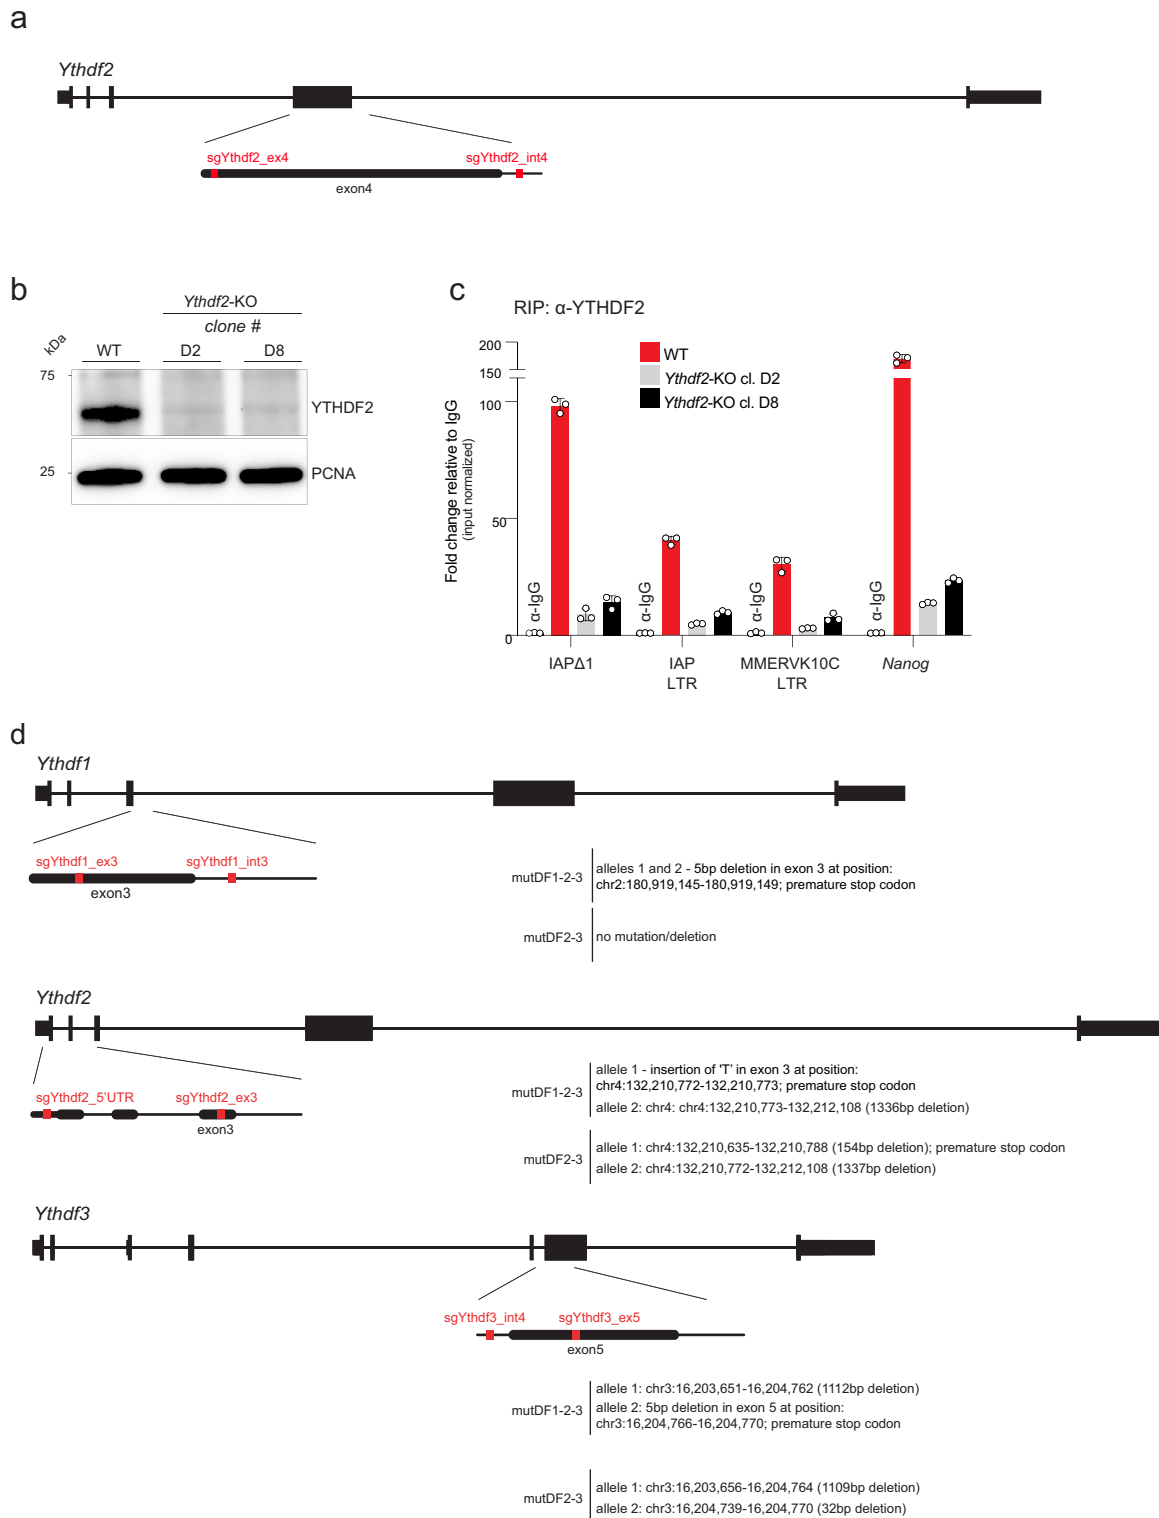 a
Ythdf2
sgYthdf2_ex4
sgYthdf2_int4
exon4
b
Ythdf2-KO
clone #
kDa
WT
D2
D8
75
YTHDF2
25
PCNA
c
RIP: α-YTHDF2
WT
Ythdf2-KO cl. D2
Ythdf2-KO cl. D8
Fold change relative to IgG
(input normalized)
200
150
100
50
0
α-IgG
α-IgG
α-IgG
α-IgG
IAPΔ1
IAP
LTR
MMERVK10C
LTR
Nanog
d
Ythdf1
sgYthdf1_ex3
sgYthdf1_int3
exon3
mutDF1-2-3
alleles 1 and 2 - 5bp deletion in exon 3 at position:
chr2:180,919,145-180,919,149; premature stop codon
mutDF2-3
no mutation/deletion
Ythdf2
sgYthdf2_5'UTR
sgYthdf2_ex3
exon3
mutDF1-2-3
allele 1 - insertion of 'T' in exon 3 at position:
chr4:132,210,772-132,210,773; premature stop codon
allele 2: chr4: chr4:132,210,773-132,212,108 (1336bp deletion)
mutDF2-3
allele 1: chr4:132,210,635-132,210,788 (154bp deletion); premature stop codon
allele 2: chr4:132,210,772-132,212,108 (1337bp deletion)
Ythdf3
sgYthdf3_int4
sgYthdf3_ex5
exon5
mutDF1-2-3
allele 1: chr3:16,203,651-16,204,762 (1112bp deletion)
allele 2: 5bp deletion in exon 5 at position:
chr3:16,204,766-16,204,770; premature stop codon
mutDF2-3
allele 1: chr3:16,203,656-16,204,764 (1109bp deletion)
allele 2: chr3:16,204,739-16,204,770 (32bp deletion)